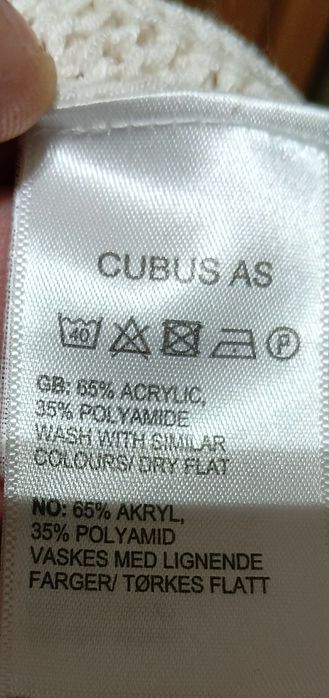 CUBUS AS
40 P
GB: 65% ACRYLIC,
35% POLYAMIDE
WASH WITH SIMILAR
COLOURS/ DRY FLAT
NO: 65% AKRYL,
35% POLYAMID
VASKES MED LIGNENDE
FARGER/ TØRKES FLATT